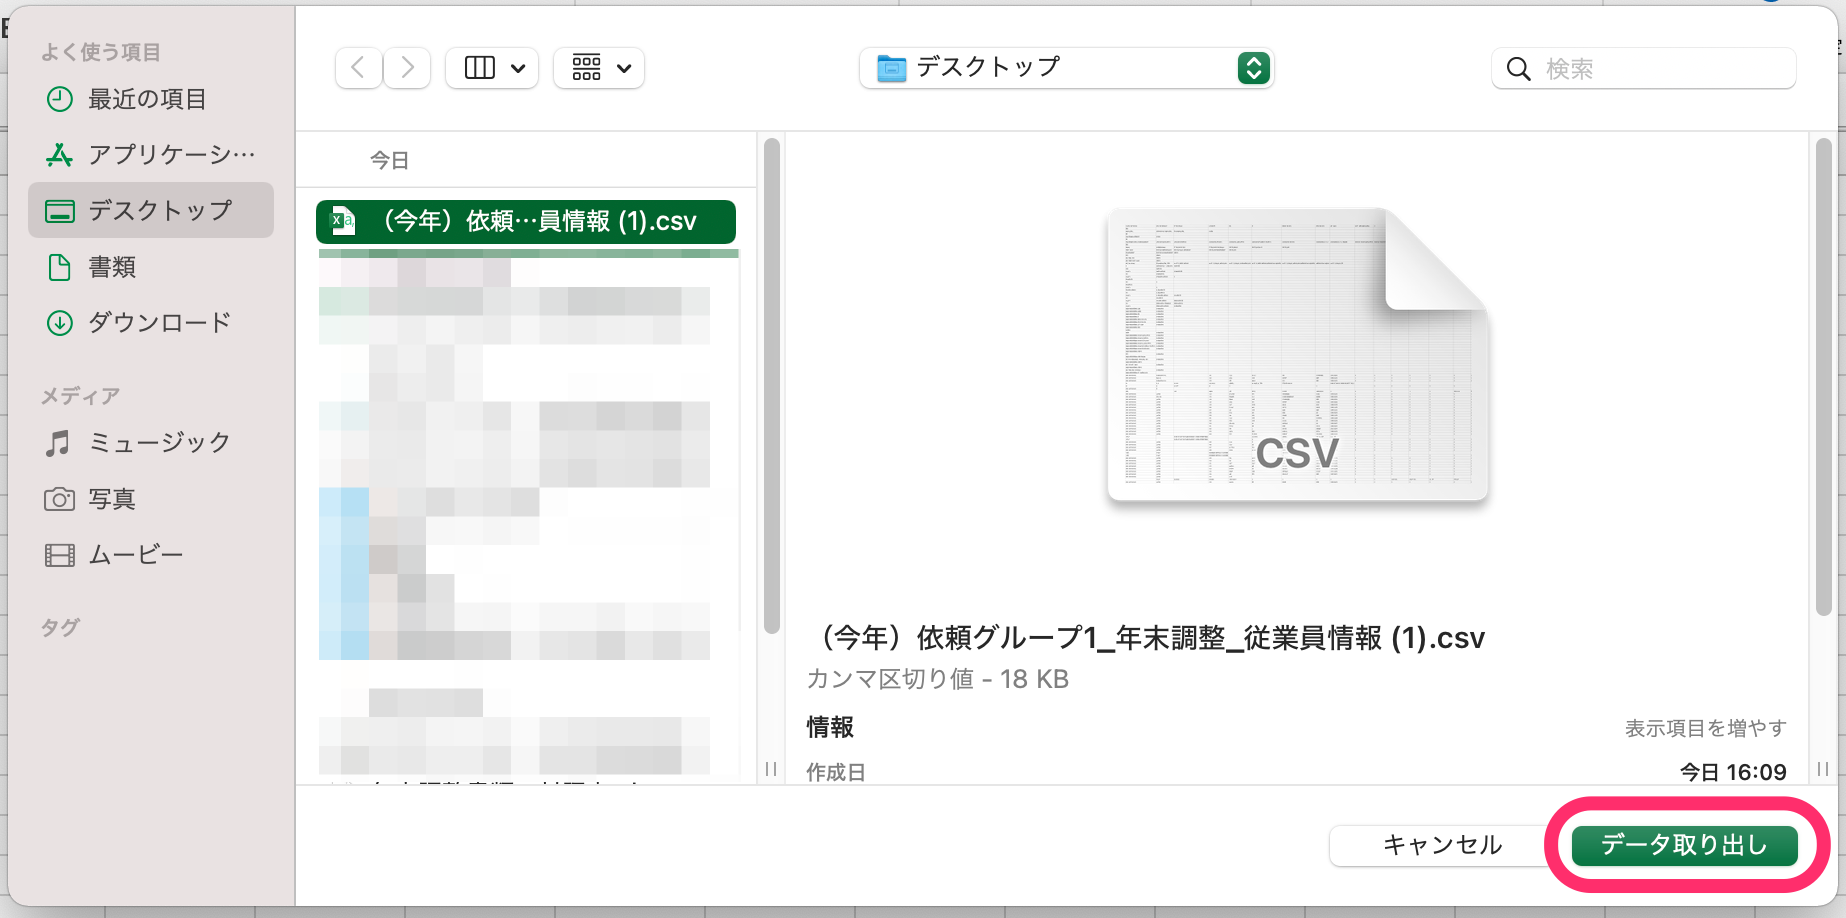 よく使う項目
最近の項目
アプリケーシ…
デスクトップ
書類
ダウンロード
メディア
ミュージック
写真
ムービー
タグ
デスクトップ
検索
今日
（今年）依頼…員情報 (1).csv
CSV
（今年）依頼グループ1_年末調整_従業員情報 (1).csv
カンマ区切り値 - 18 KB
情報
表示項目を増やす
作成日
今日 16:09
キャンセル
データ取り出し